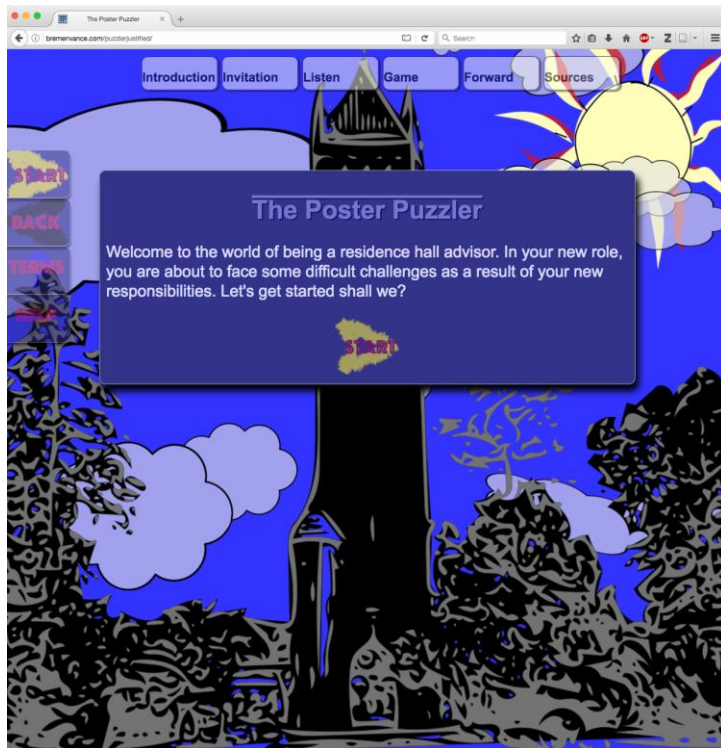 The Poster Puzzler
bremenvance.com/puzzlerjustified/
Search
ABP
Z
Introduction Invitation Listen Game Forward Sources
START
BACK
TERMS
The Poster Puzzler
Welcome to the world of being a residence hall advisor. In your new role,
you are about to face some difficult challenges as a result of your new
responsibilities. Let's get started shall we?
START